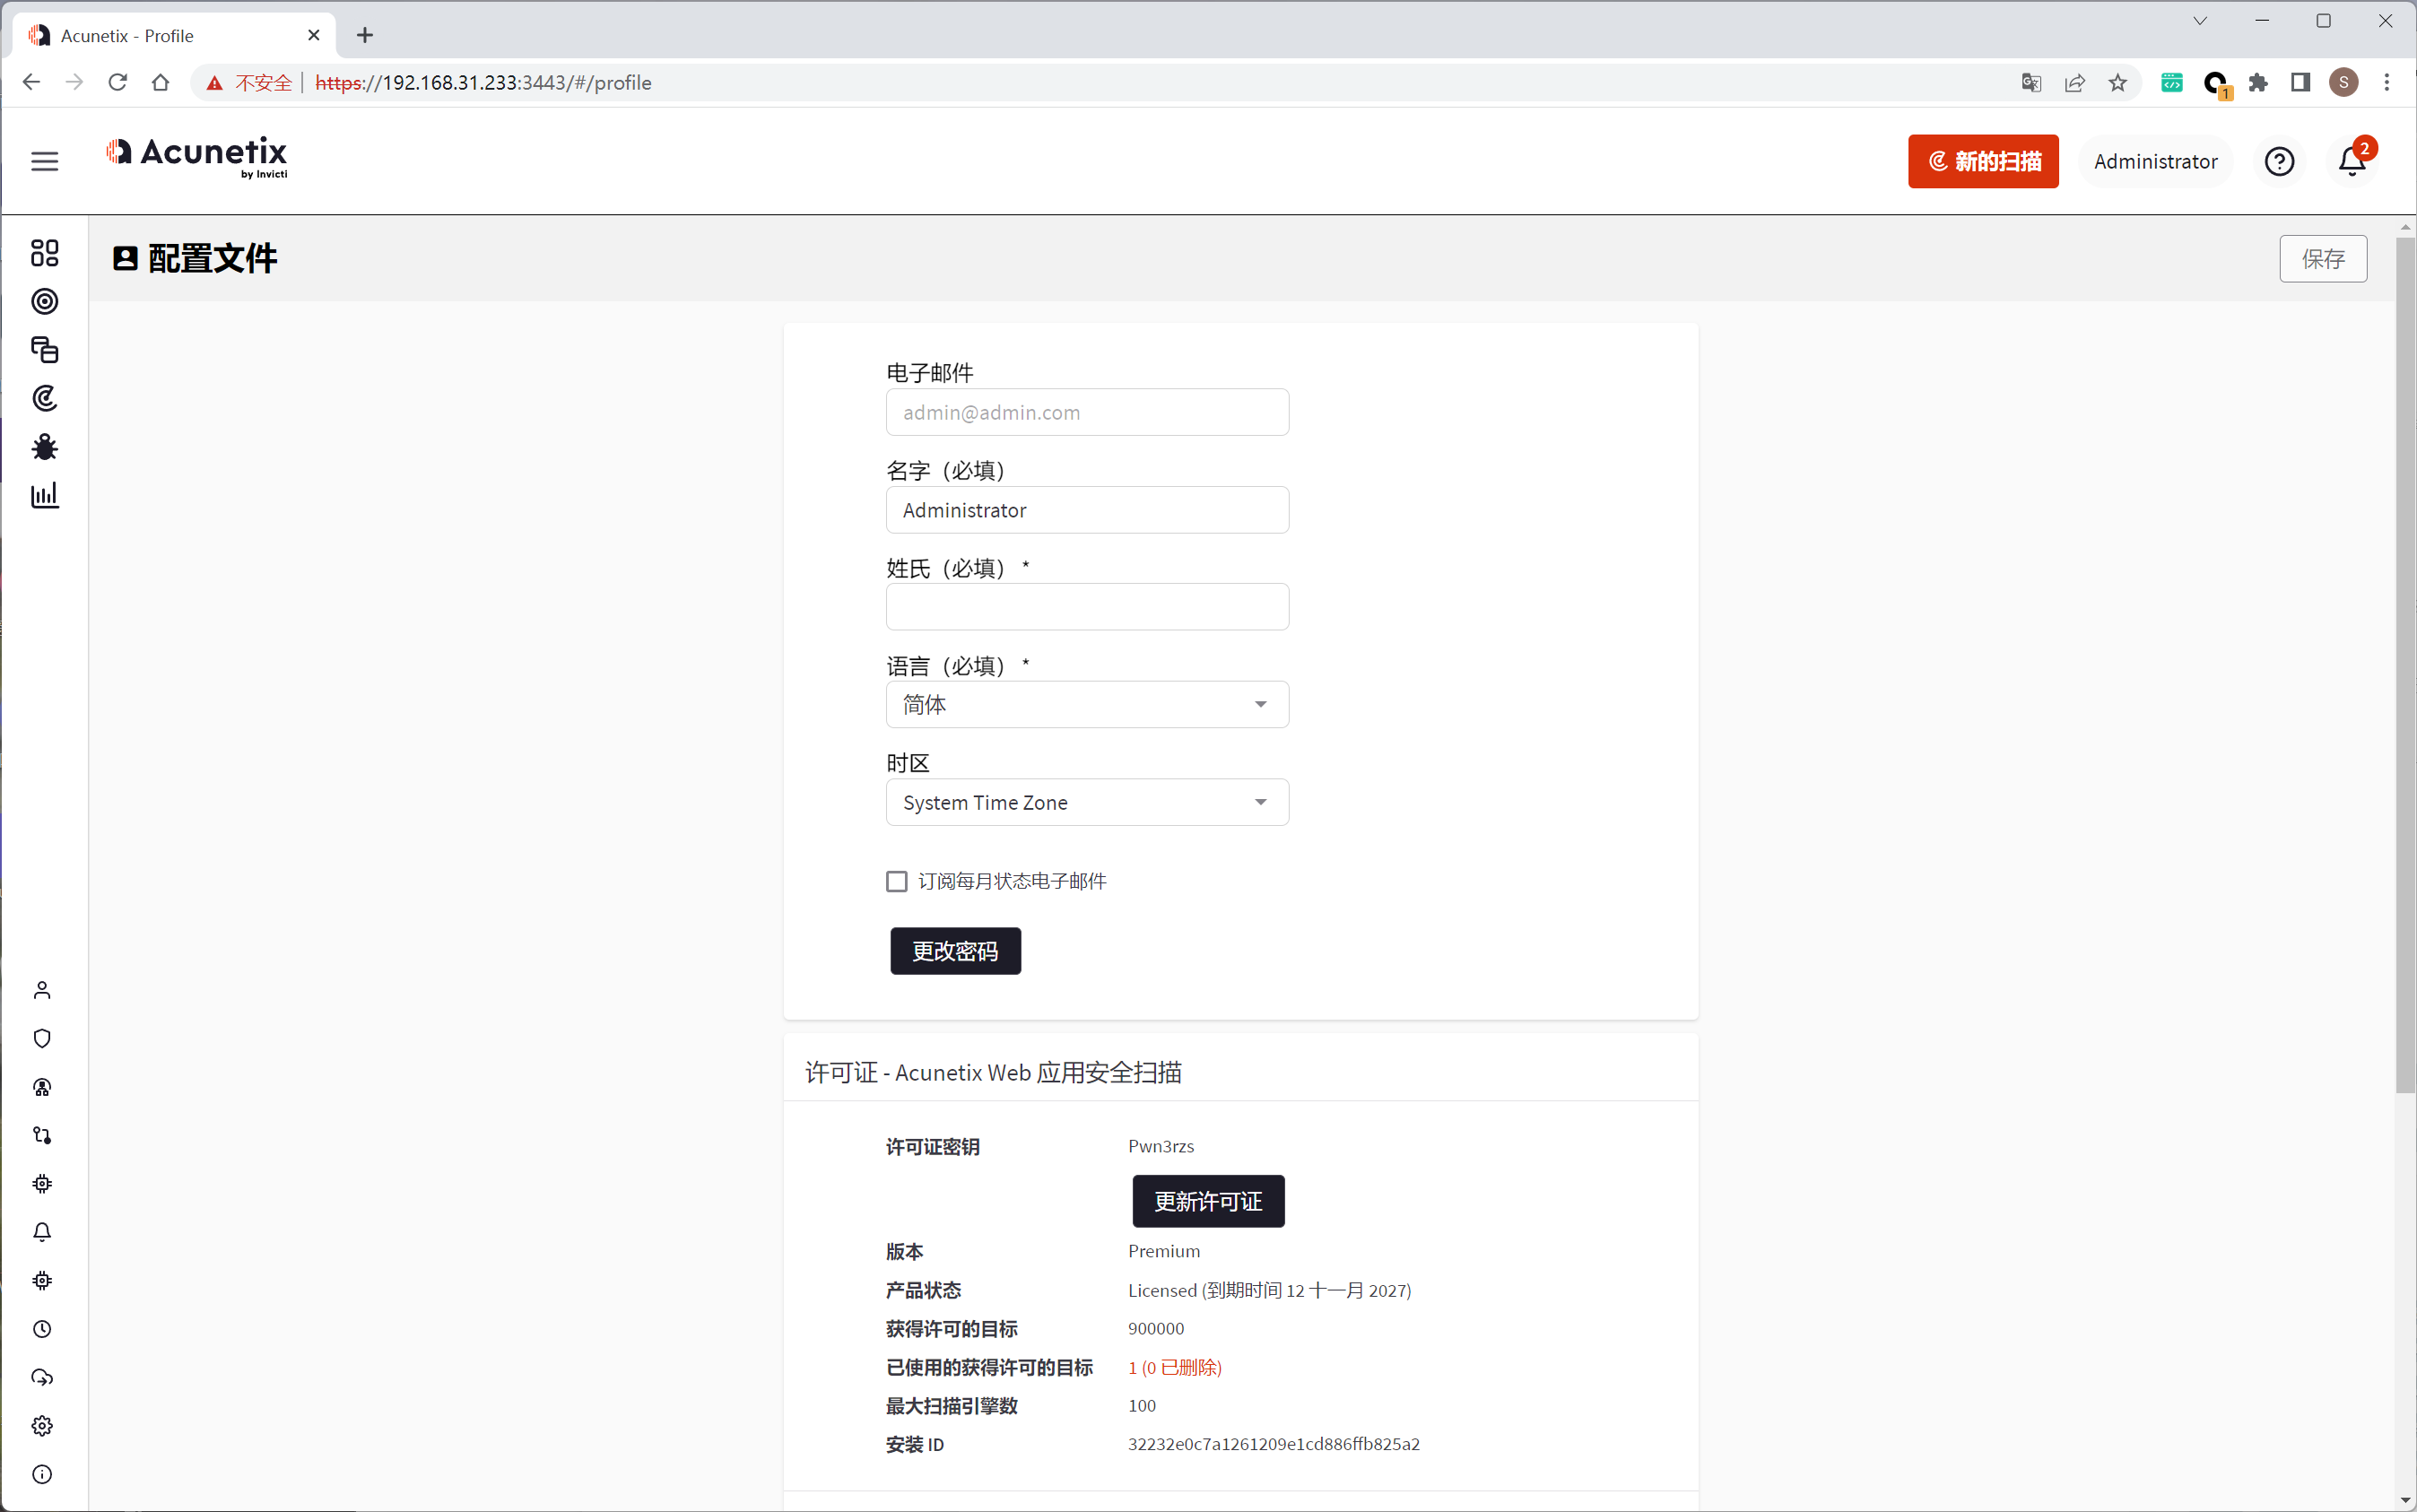 Acunetix - Profile
不安全
https://192.168.31.233:3443/#/profile
1
S
Acunetix
by Invicti
新的扫描
Administrator
2
配置文件
保存
电子邮件
admin@admin.com
名字（必填）
Administrator
姓氏（必填） *
语言（必填） *
简体
时区
System Time Zone
订阅每月状态电子邮件
更改密码
许可证 - Acunetix Web 应用安全扫描
许可证密钥 Pwn3rzs
更新许可证
版本 Premium
产品状态 Licensed (到期时间 12 十一月 2027)
获得许可的目标 900000
已使用的获得许可的目标 1 (0 已删除)
最大扫描引擎数 100
安装 ID 32232e0c7a1261209e1cd886ffb825a2